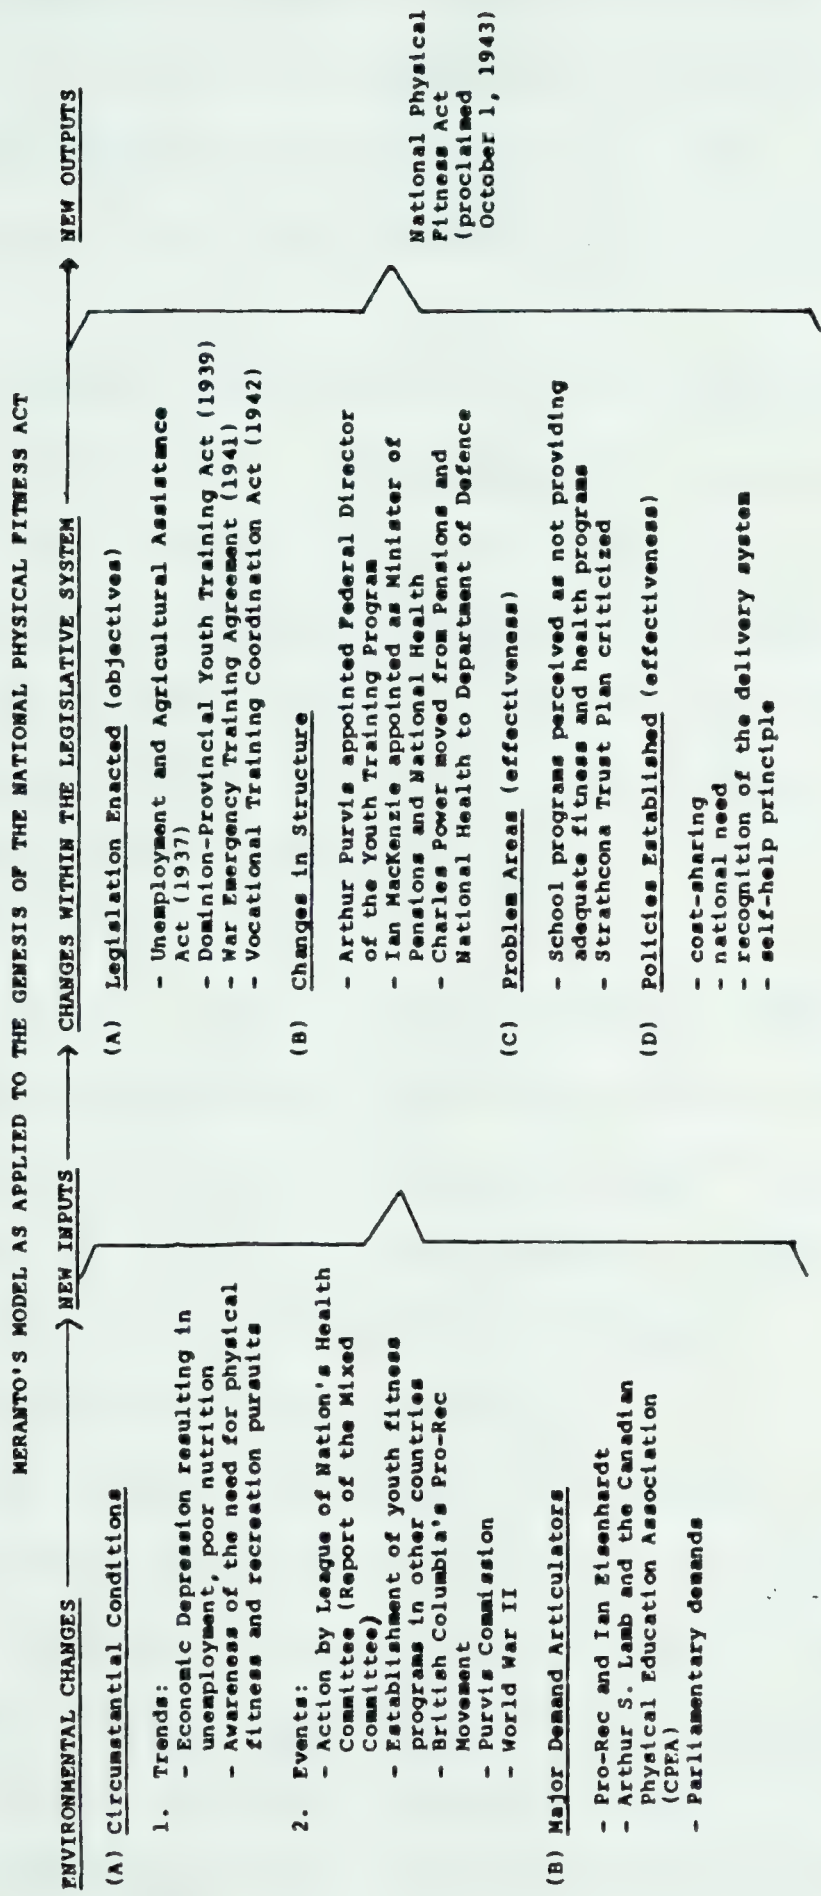 MERANTO'S MODEL AS APPLIED TO THE GENESIS OF THE NATIONAL PHYSICAL FITNESS ACT
ENVIRONMENTAL CHANGES
NEW INPUTS
CHANGES WITHIN THE LEGISLATIVE SYSTEM
NEW OUTPUTS
(A) Circumstantial Conditions
1. Trends:
- Economic Depression resulting in
unemployment, poor nutrition
- Awareness of the need for physical
fitness and recreation pursuits
2. Events:
- Action by League of Nation's Health
Committee (Report of the Mixed
Committee)
- Establishment of youth fitness
programs in other countries
- British Columbia's Pro-Rec
Movement
- Purvis Commission
- World War II
(B) Major Demand Articulators
- Pro-Rec and Ian Eisenhardt
- Arthur S. Lamb and the Canadian
Physical Education Association
(CPEA)
- Parliamentary demands
(A) Legislation Enacted (objectives)
- Unemployment and Agricultural Assistance
Act (1937)
- Dominion-Provincial Youth Training Act (1939)
- War Emergency Training Agreement (1941)
- Vocational Training Coordination Act (1942)
(B) Changes in Structure
- Arthur Purvis appointed Federal Director
of the Youth Training Program
- Ian MacKenzie appointed as Minister of
Pensions and National Health
- Charles Power moved from Pensions and
National Health to Department of Defence
(C) Problem Areas (effectiveness)
- School programs perceived as not providing
adequate fitness and health programs
- Strathcona Trust Plan criticized
(D) Policies Established (effectiveness)
- cost-sharing
- national need
- recognition of the delivery system
- self-help principle
National Physical
Fitness Act
(proclaimed
October 1, 1943)